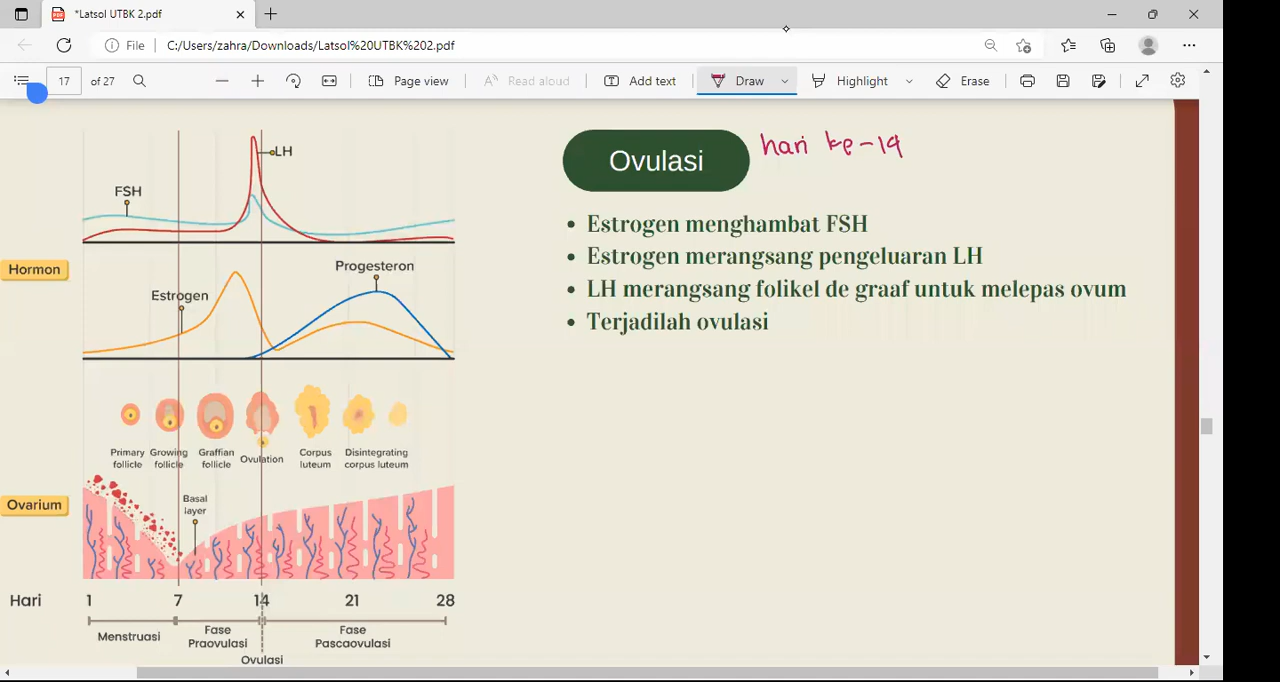 *Latsol UTBK 2.pdf
File C:/Users/zahra/Downloads/Latsol%20UTBK%202.pdf
17 of 27 Page view Read aloud Add text Draw Highlight Erase
LH
FSH
Hormon
Progesteron
Estrogen
Primary follicle
Growing follicle
Graffian follicle
Ovulation
Corpus luteum
Disintegrating corpus luteum
Ovarium
Basal layer
Hari 1 7 14 21 28
Menstruasi
Fase Praovulasi
Fase Pascaovulasi
Ovulasi
Ovulasi hari ke-14
• Estrogen menghambat FSH
• Estrogen merangsang pengeluaran LH
• LH merangsang folikel de graaf untuk melepas ovum
• Terjadilah ovulasi